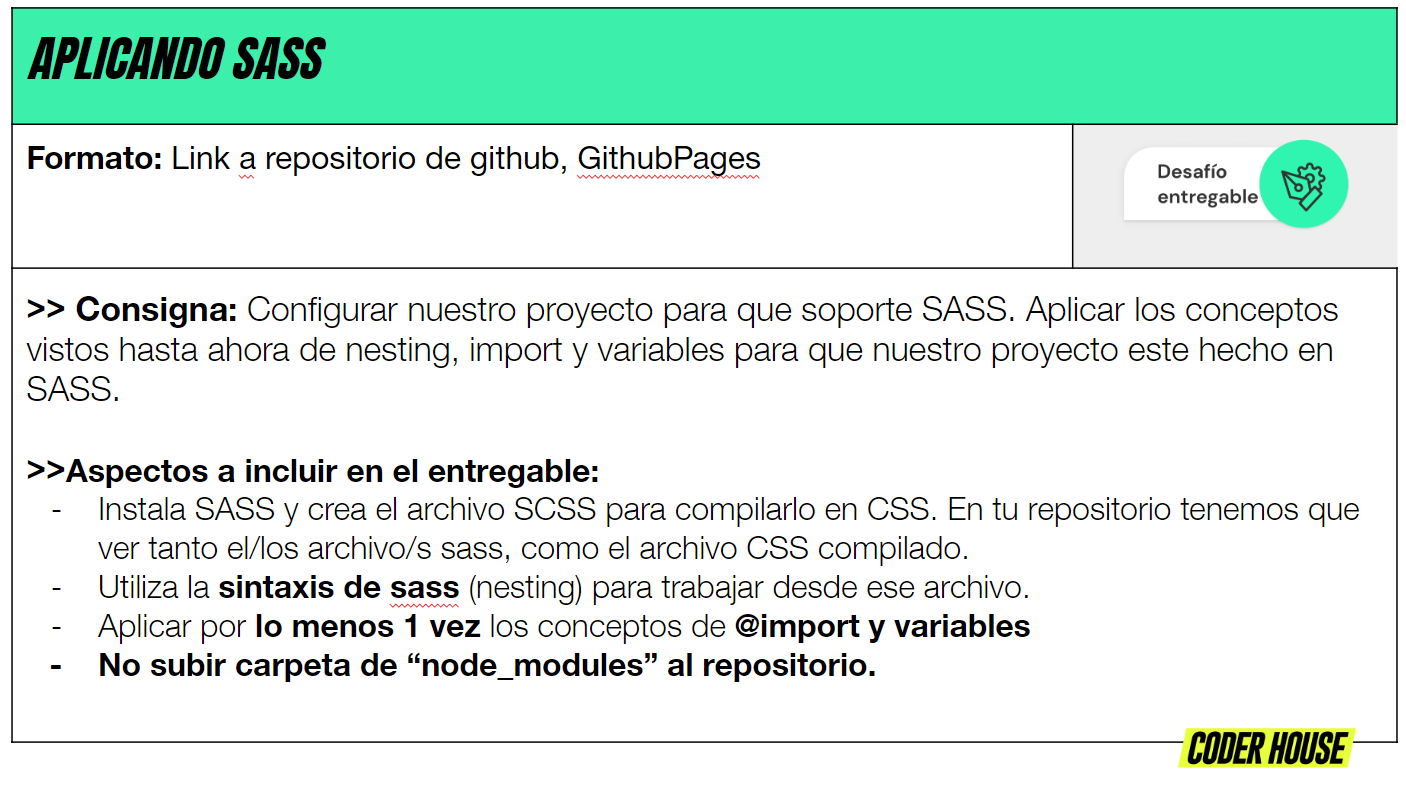 APLICANDO SASS
Formato: Link a repositorio de github, GithubPages
Desafío
entregable
>> Consigna: Configurar nuestro proyecto para que soporte SASS. Aplicar los conceptos
vistos hasta ahora de nesting, import y variables para que nuestro proyecto este hecho en
SASS.
>>Aspectos a incluir en el entregable:
- Instala SASS y crea el archivo SCSS para compilarlo en CSS. En tu repositorio tenemos que
ver tanto el/los archivo/s sass, como el archivo CSS compilado.
- Utiliza la sintaxis de sass (nesting) para trabajar desde ese archivo.
- Aplicar por lo menos 1 vez los conceptos de @import y variables
- No subir carpeta de “node_modules” al repositorio.
CODER HOUSE